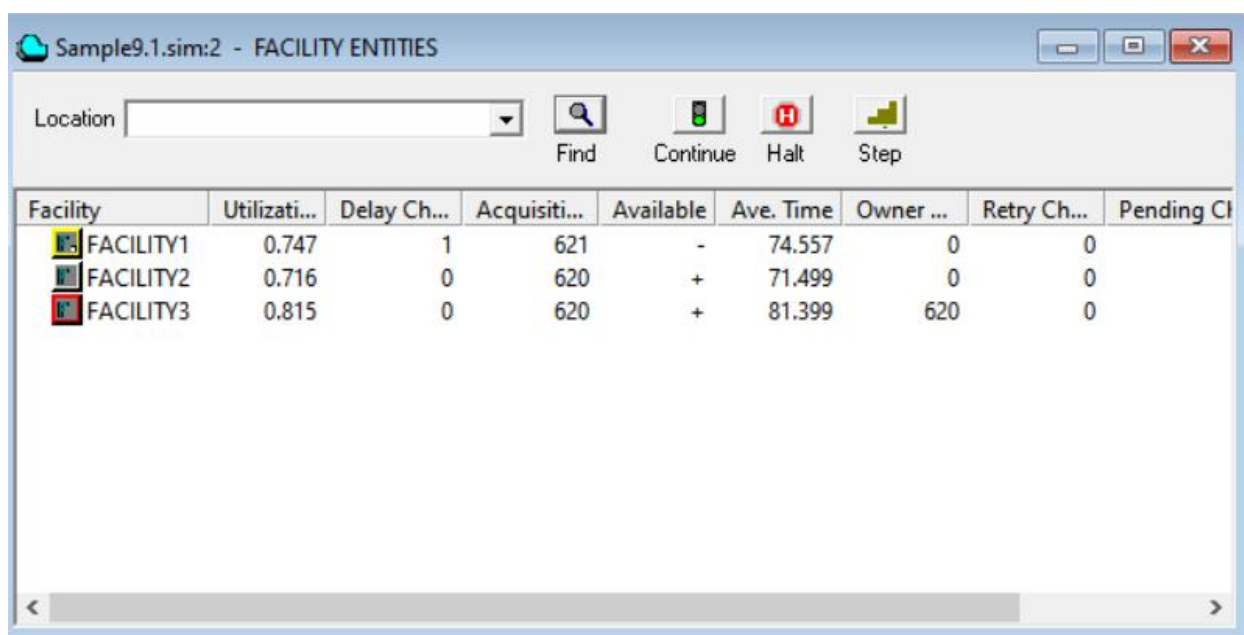 Sample9.1.sim:2 - FACILITY ENTITIES
Location
Find Continue Halt Step
Facility Utilizati... Delay Ch... Acquisiti... Available Ave. Time Owner ... Retry Ch... Pending Ch
FACILITY1 0.747 1 621 - 74.557 0 0
FACILITY2 0.716 0 620 + 71.499 0 0
FACILITY3 0.815 0 620 + 81.399 620 0